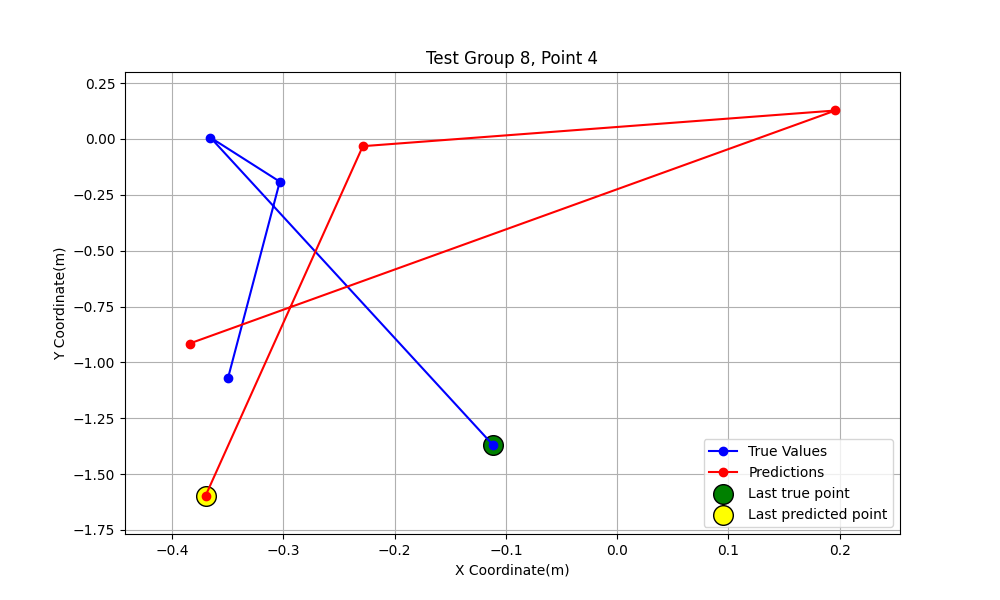 Test Group 8, Point 4
Y Coordinate(m)
0.25
0.00
−0.25
−0.50
−0.75
−1.00
−1.25
−1.50
−1.75
True Values
Predictions
Last true point
Last predicted point
−0.4 −0.3 −0.2 −0.1 0.0 0.1 0.2
X Coordinate(m)